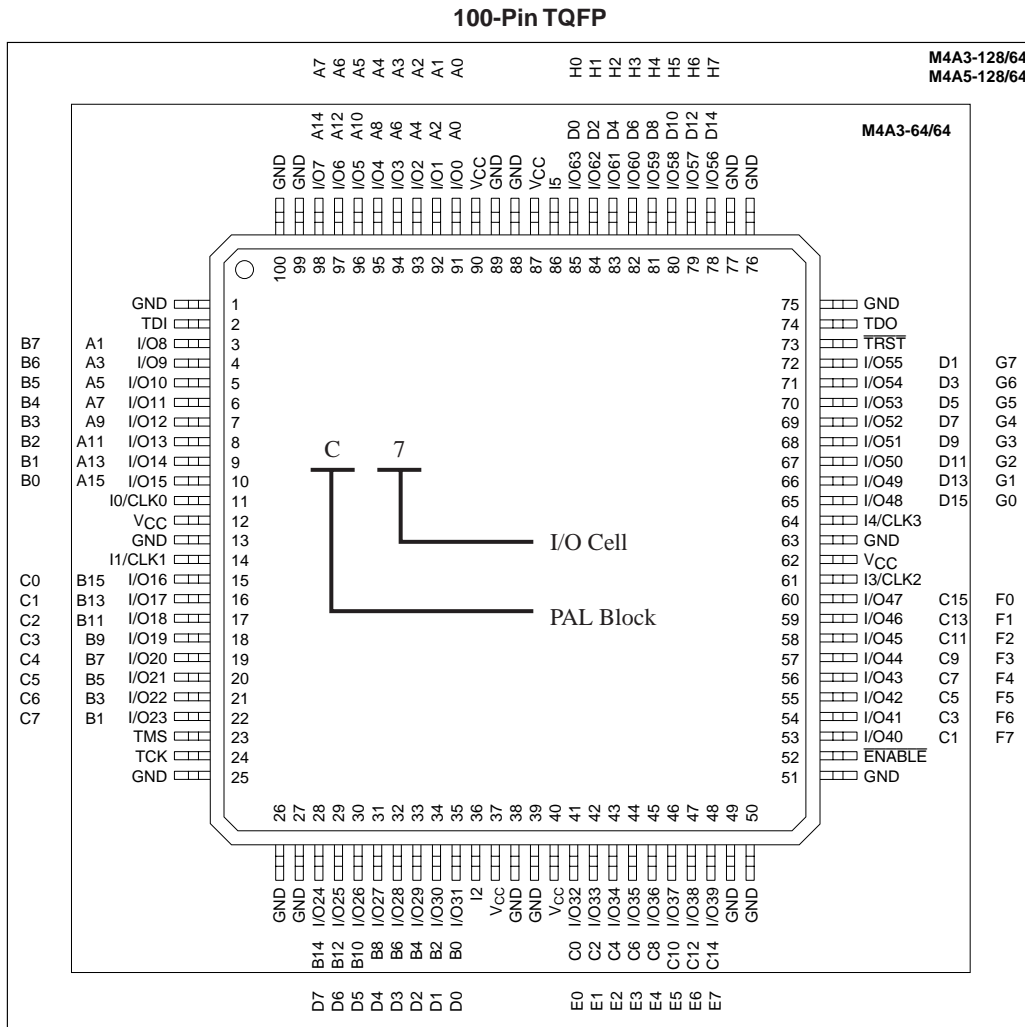 100-Pin TQFP
M4A3-128/64
M4A5-128/64
A7 A6 A5 A4 A3 A2 A1 A0 H0 H1 H2 H3 H4 H5 H6 H7
M4A3-64/64
A14 A12 A10 A8 A6 A4 A2 A0 D0 D2 D4 D6 D8 D10 D12 D14
GND GND I/O7 I/O6 I/O5 I/O4 I/O3 I/O2 I/O1 I/O0 VCC GND GND VCC I5 I/O63 I/O62 I/O61 I/O60 I/O59 I/O58 I/O57 I/O56 GND GND
100 99 98 97 96 95 94 93 92 91 90 89 88 87 86 85 84 83 82 81 80 79 78 77 76
GND 1 75 GND
TDI 2 74 TDO
B7 A1 I/O8 3 73 TRST
B6 A3 I/O9 4 72 I/O55 D1 G7
B5 A5 I/O10 5 71 I/O54 D3 G6
B4 A7 I/O11 6 70 I/O53 D5 G5
B3 A9 I/O12 7 69 I/O52 D7 G4
B2 A11 I/O13 8 68 I/O51 D9 G3
B1 A13 I/O14 9 67 I/O50 D11 G2
B0 A15 I/O15 10 66 I/O49 D13 G1
I0/CLK0 11 65 I/O48 D15 G0
VCC 12 64 I4/CLK3
GND 13 63 GND
I1/CLK1 14 62 VCC
C0 B15 I/O16 15 61 I3/CLK2
C1 B13 I/O17 16 60 I/O47 C15 F0
C2 B11 I/O18 17 59 I/O46 C13 F1
C3 B9 I/O19 18 58 I/O45 C11 F2
C4 B7 I/O20 19 57 I/O44 C9 F3
C5 B5 I/O21 20 56 I/O43 C7 F4
C6 B3 I/O22 21 55 I/O42 C5 F5
C7 B1 I/O23 22 54 I/O41 C3 F6
TMS 23 53 I/O40 C1 F7
TCK 24 52 ENABLE
GND 25 51 GND
C 7
I/O Cell
PAL Block
26 27 28 29 30 31 32 33 34 35 36 37 38 39 40 41 42 43 44 45 46 47 48 49 50
GND GND I/O24 I/O25 I/O26 I/O27 I/O28 I/O29 I/O30 I/O31 I2 VCC GND GND VCC I/O32 I/O33 I/O34 I/O35 I/O36 I/O37 I/O38 I/O39 GND GND
B14 B12 B10 B8 B6 B4 B2 B0 C0 C2 C4 C6 C8 C10 C12 C14
D7 D6 D5 D4 D3 D2 D1 D0 E0 E1 E2 E3 E4 E5 E6 E7